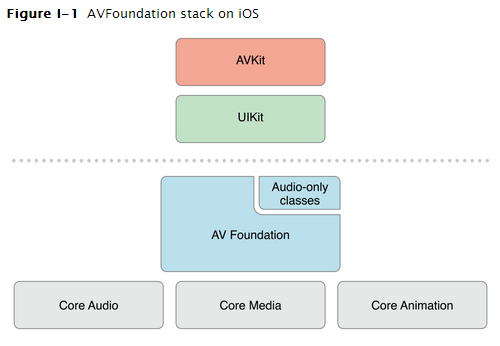 Figure I-1 AVFoundation stack on iOS
AVKit
UIKit
Audio-only
classes
AV Foundation
Core Audio
Core Media
Core Animation